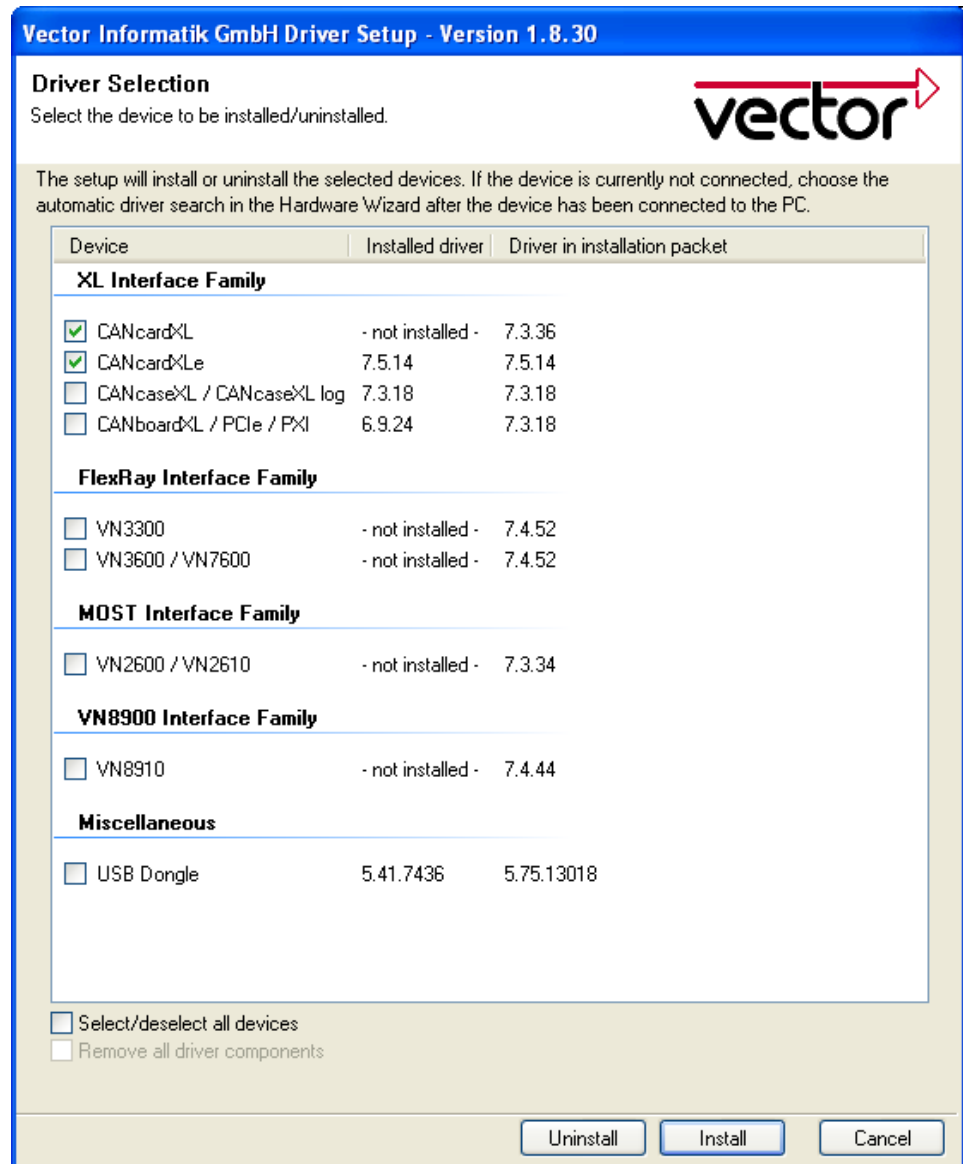 Vector Informatik GmbH Driver Setup - Version 1.8.30
Driver Selection
Select the device to be installed/uninstalled.
vector
The setup will install or uninstall the selected devices. If the device is currently not connected, choose the
automatic driver search in the Hardware Wizard after the device has been connected to the PC.
Device Installed driver Driver in installation packet
XL Interface Family
CANcardXL - not installed - 7.3.36
CANcardXLe 7.5.14 7.5.14
CANcaseXL / CANcaseXL log 7.3.18 7.3.18
CANboardXL / PCIe / PXI 6.9.24 7.3.18
FlexRay Interface Family
VN3300 - not installed - 7.4.52
VN3600 / VN7600 - not installed - 7.4.52
MOST Interface Family
VN2600 / VN2610 - not installed - 7.3.34
VN8900 Interface Family
VN8910 - not installed - 7.4.44
Miscellaneous
USB Dongle 5.41.7436 5.75.13018
Select/deselect all devices
Remove all driver components
Uninstall Install Cancel